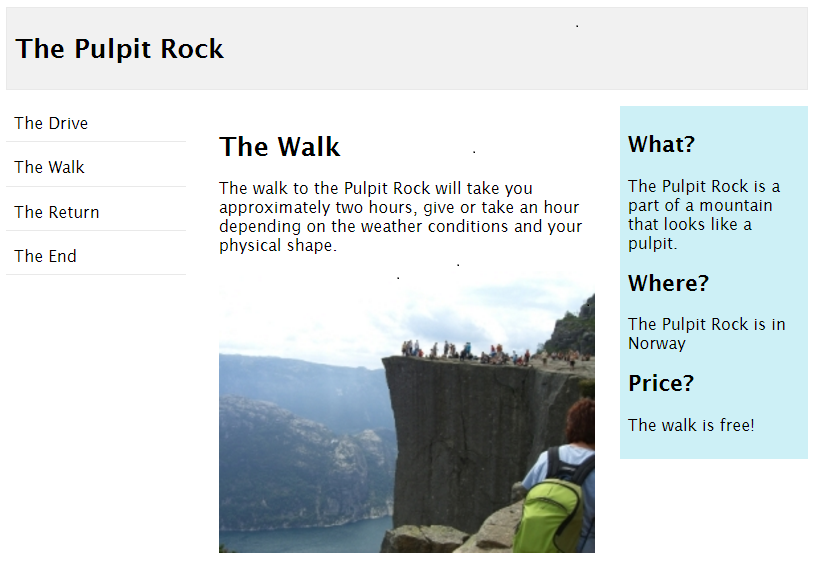 The Pulpit Rock
The Drive
The Walk
The Return
The End
The Walk
The walk to the Pulpit Rock will take you
approximately two hours, give or take an hour
depending on the weather conditions and your
physical shape.
What?
The Pulpit Rock is a
part of a mountain
that looks like a
pulpit.
Where?
The Pulpit Rock is in
Norway
Price?
The walk is free!